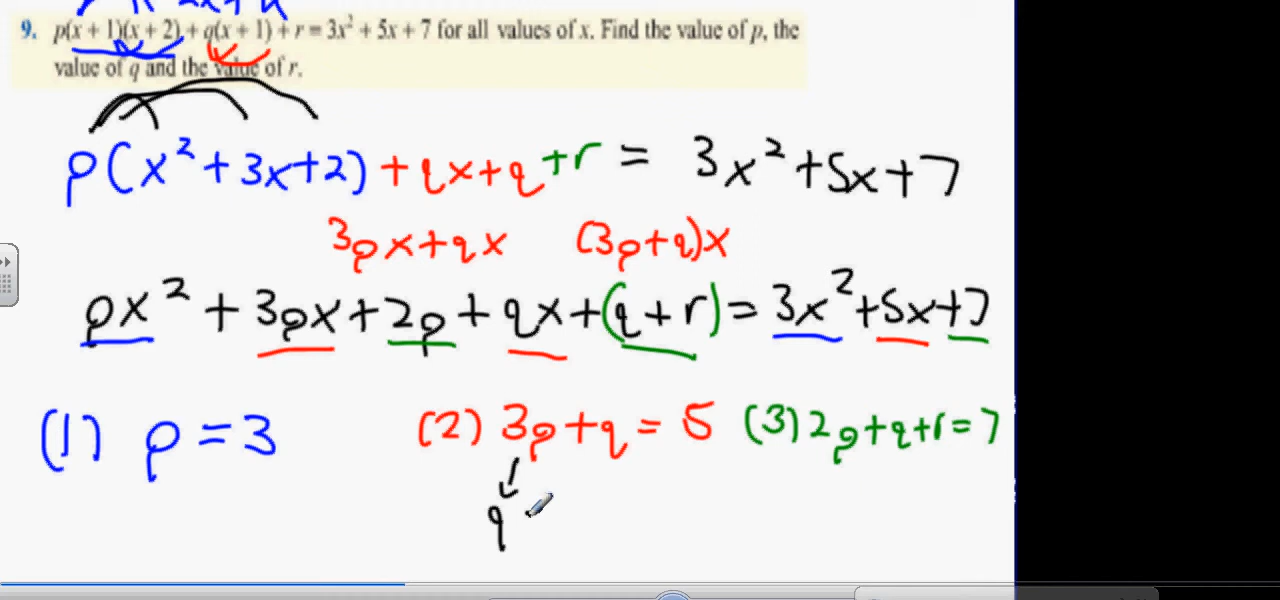 9. p(x + 1)(x + 2) + q(x + 1) + r = 3x² + 5x + 7 for all values of x. Find the value of p, the
value of q and the value of r.
p(x² + 3x + 2) + qx + q + r = 3x² + 5x + 7
3px + qx (3p + q)x
px² + 3px + 2p + qx + (q + r) = 3x² + 5x + 7
(1) p = 3 (2) 3p + q = 5 (3) 2p + q + r = 7
9